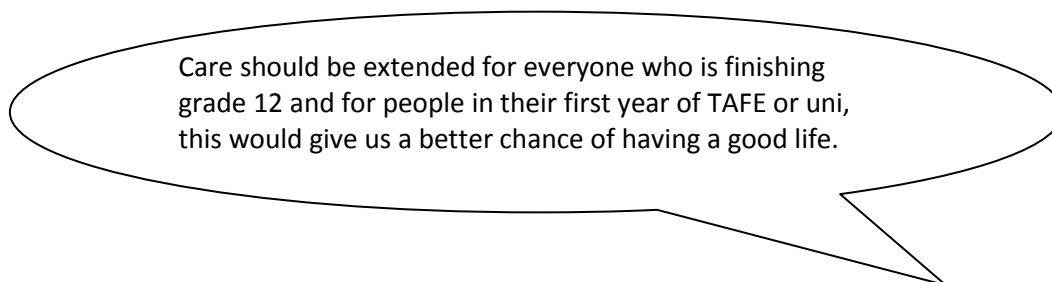 Care should be extended for everyone who is finishing
grade 12 and for people in their first year of TAFE or uni,
this would give us a better chance of having a good life.